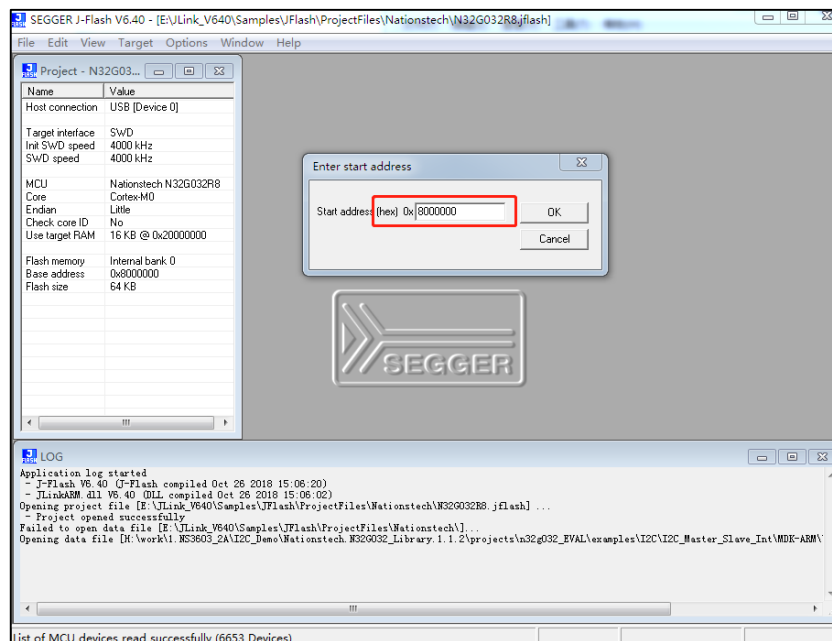 SEGGER J-Flash V6.40 - [E:\JLink_V640\Samples\JFlash\ProjectFiles\Nationstech\N32G032R8.jflash]
File Edit View Target Options Window Help
Project - N32G03...
Name Value
Host connection USB [Device 0]
Target interface SWD
Init SWD speed 4000 kHz
SWD speed 4000 kHz
MCU Nationstech N32G032R8
Core Cortex-M0
Endian Little
Check core ID No
Use target RAM 16 KB @ 0x20000000
Flash memory Internal bank 0
Base address 0x8000000
Flash size 64 KB
Enter start address
Start address (hex) 0x 8000000
OK
Cancel
SEGGER
LOG
Application log started
- J-Flash V6.40 (J-Flash compiled Oct 26 2018 15:06:20)
- JLinkARM.dll V6.40 (DLL compiled Oct 26 2018 15:06:02)
Opening project file [E:\JLink_V640\Samples\JFlash\ProjectFiles\Nationstech\N32G032R8.jflash] ...
- Project opened successfully
Failed to open data file [E:\JLink_V640\Samples\JFlash\ProjectFiles\Nationstech\]...
Opening data file [H:\work\1.NS3603_2A\I2C_Demo\Nationstech.N32G032_Library.1.1.2\projects\n32g032_EVAL\examples\I2C\I2C_Master_Slave_Int\MDK-ARM\
List of MCU devices read successfully (6653 Devices)